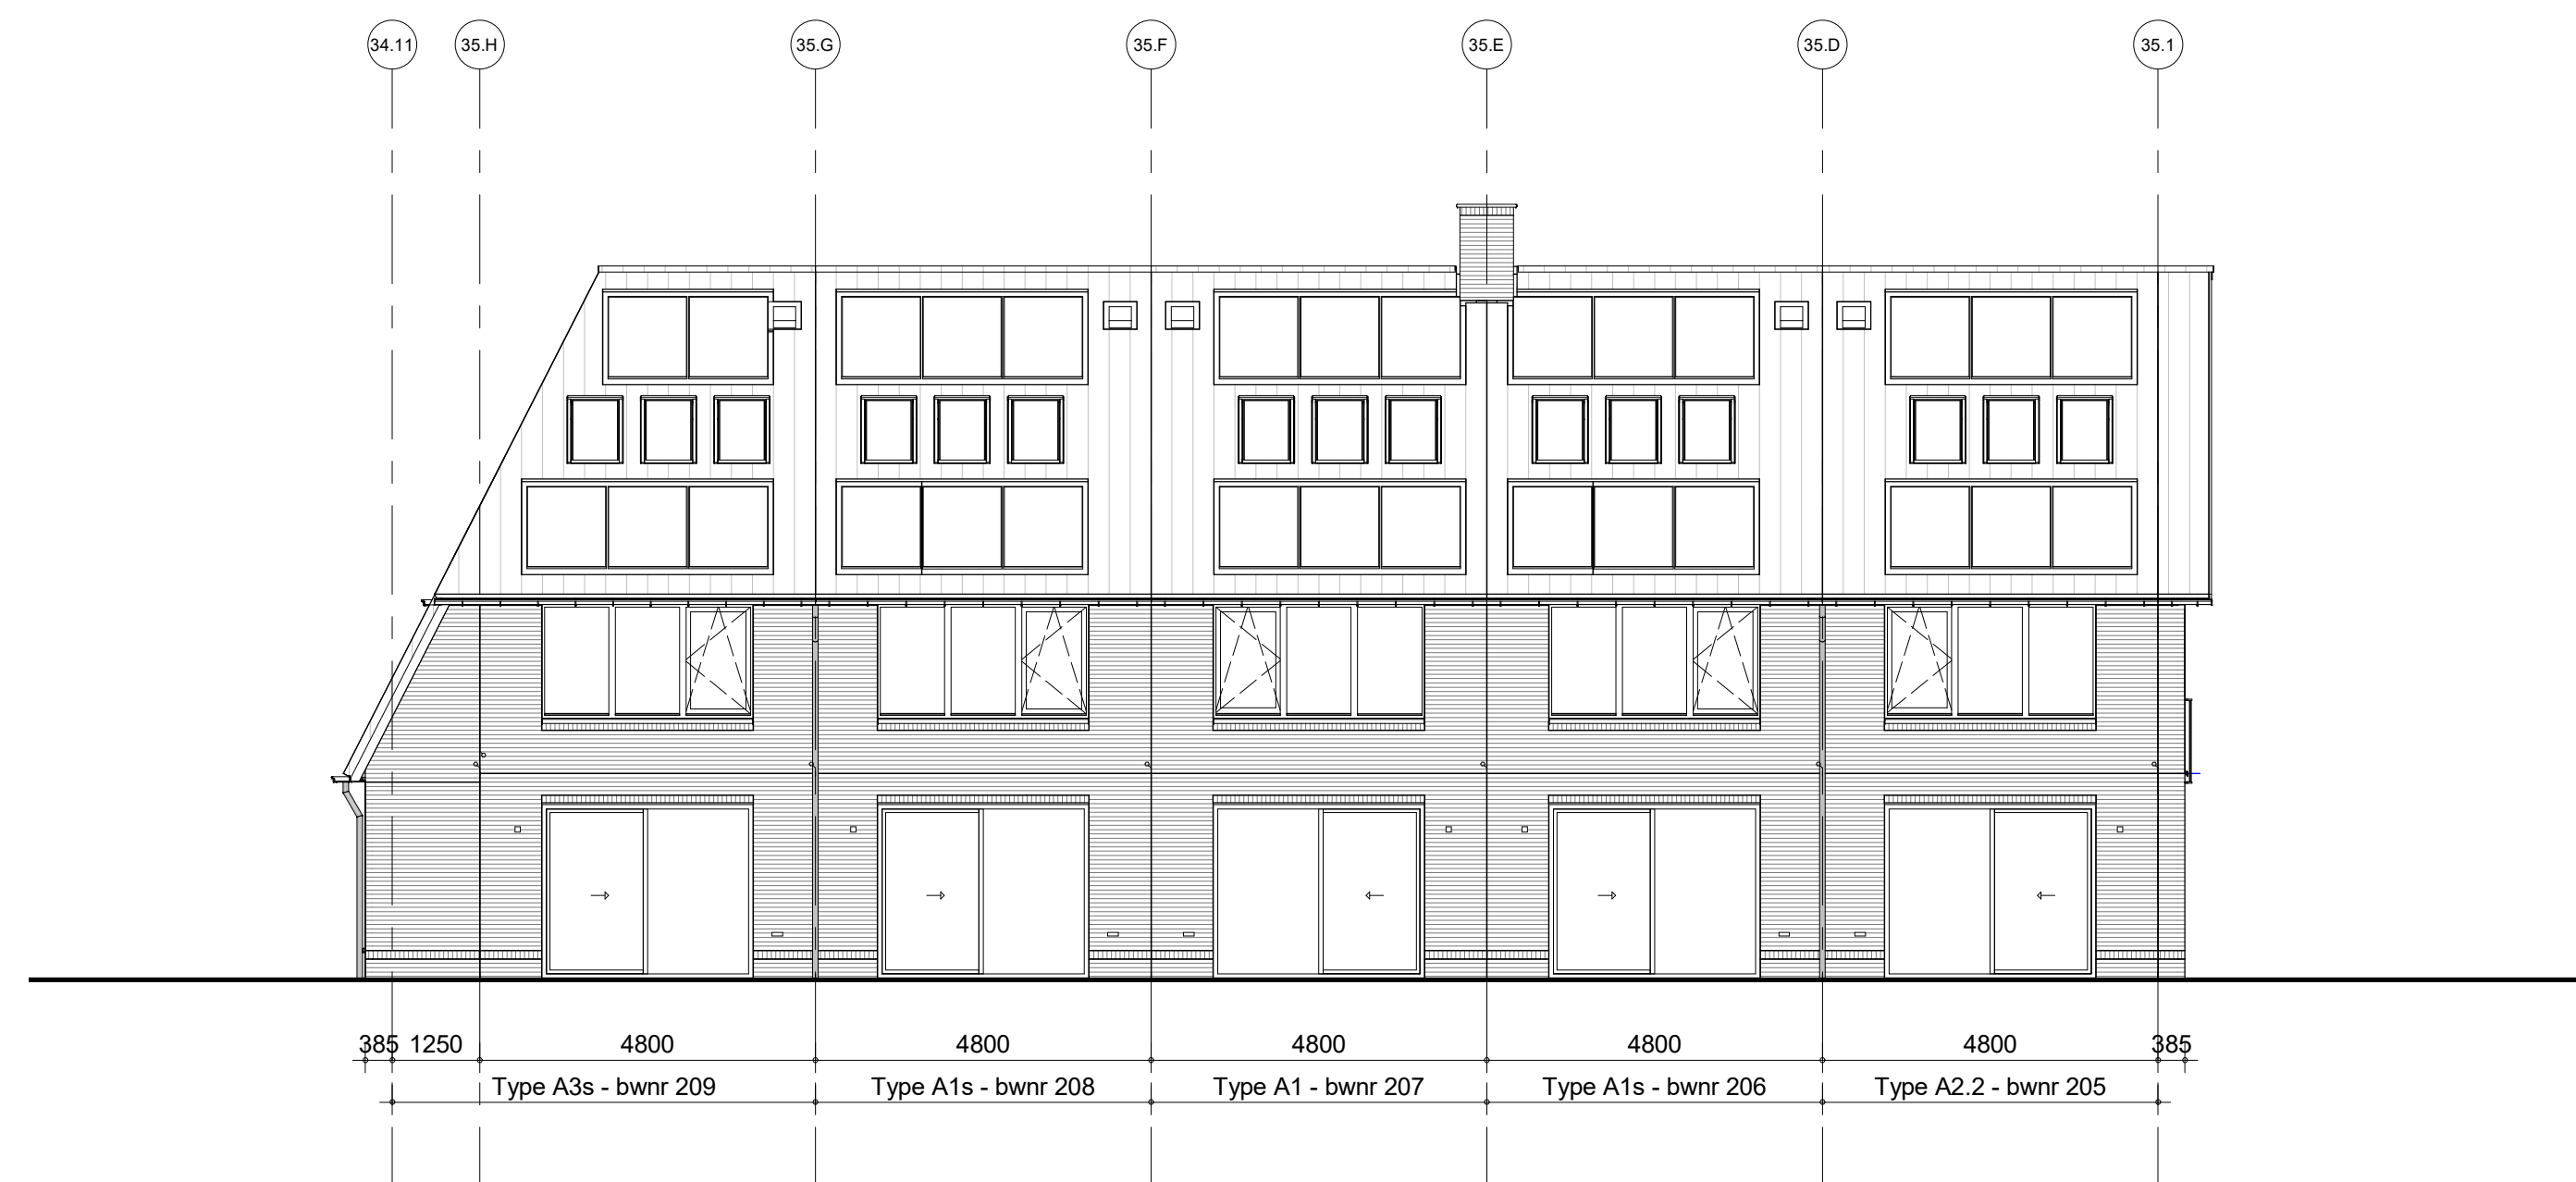 34.11 35.H 35.G 35.F 35.E 35.D 35.1
385 1250 4800 4800 4800 4800 4800 385
Type A3s - bwnr 209 Type A1s - bwnr 208 Type A1 - bwnr 207 Type A1s - bwnr 206 Type A2.2 - bwnr 205